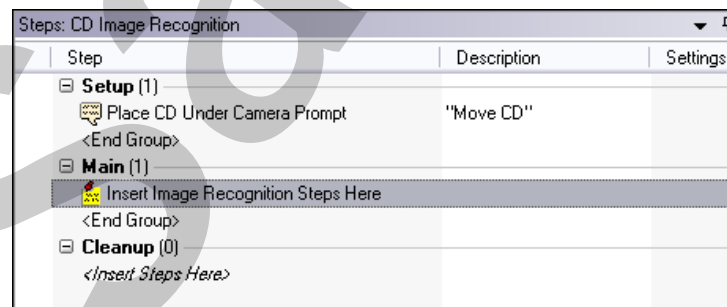 Steps: CD Image Recognition
Step Description Settings
Setup (1)
Place CD Under Camera Prompt "Move CD"
<End Group>
Main (1)
Insert Image Recognition Steps Here
<End Group>
Cleanup (0)
<Insert Steps Here>